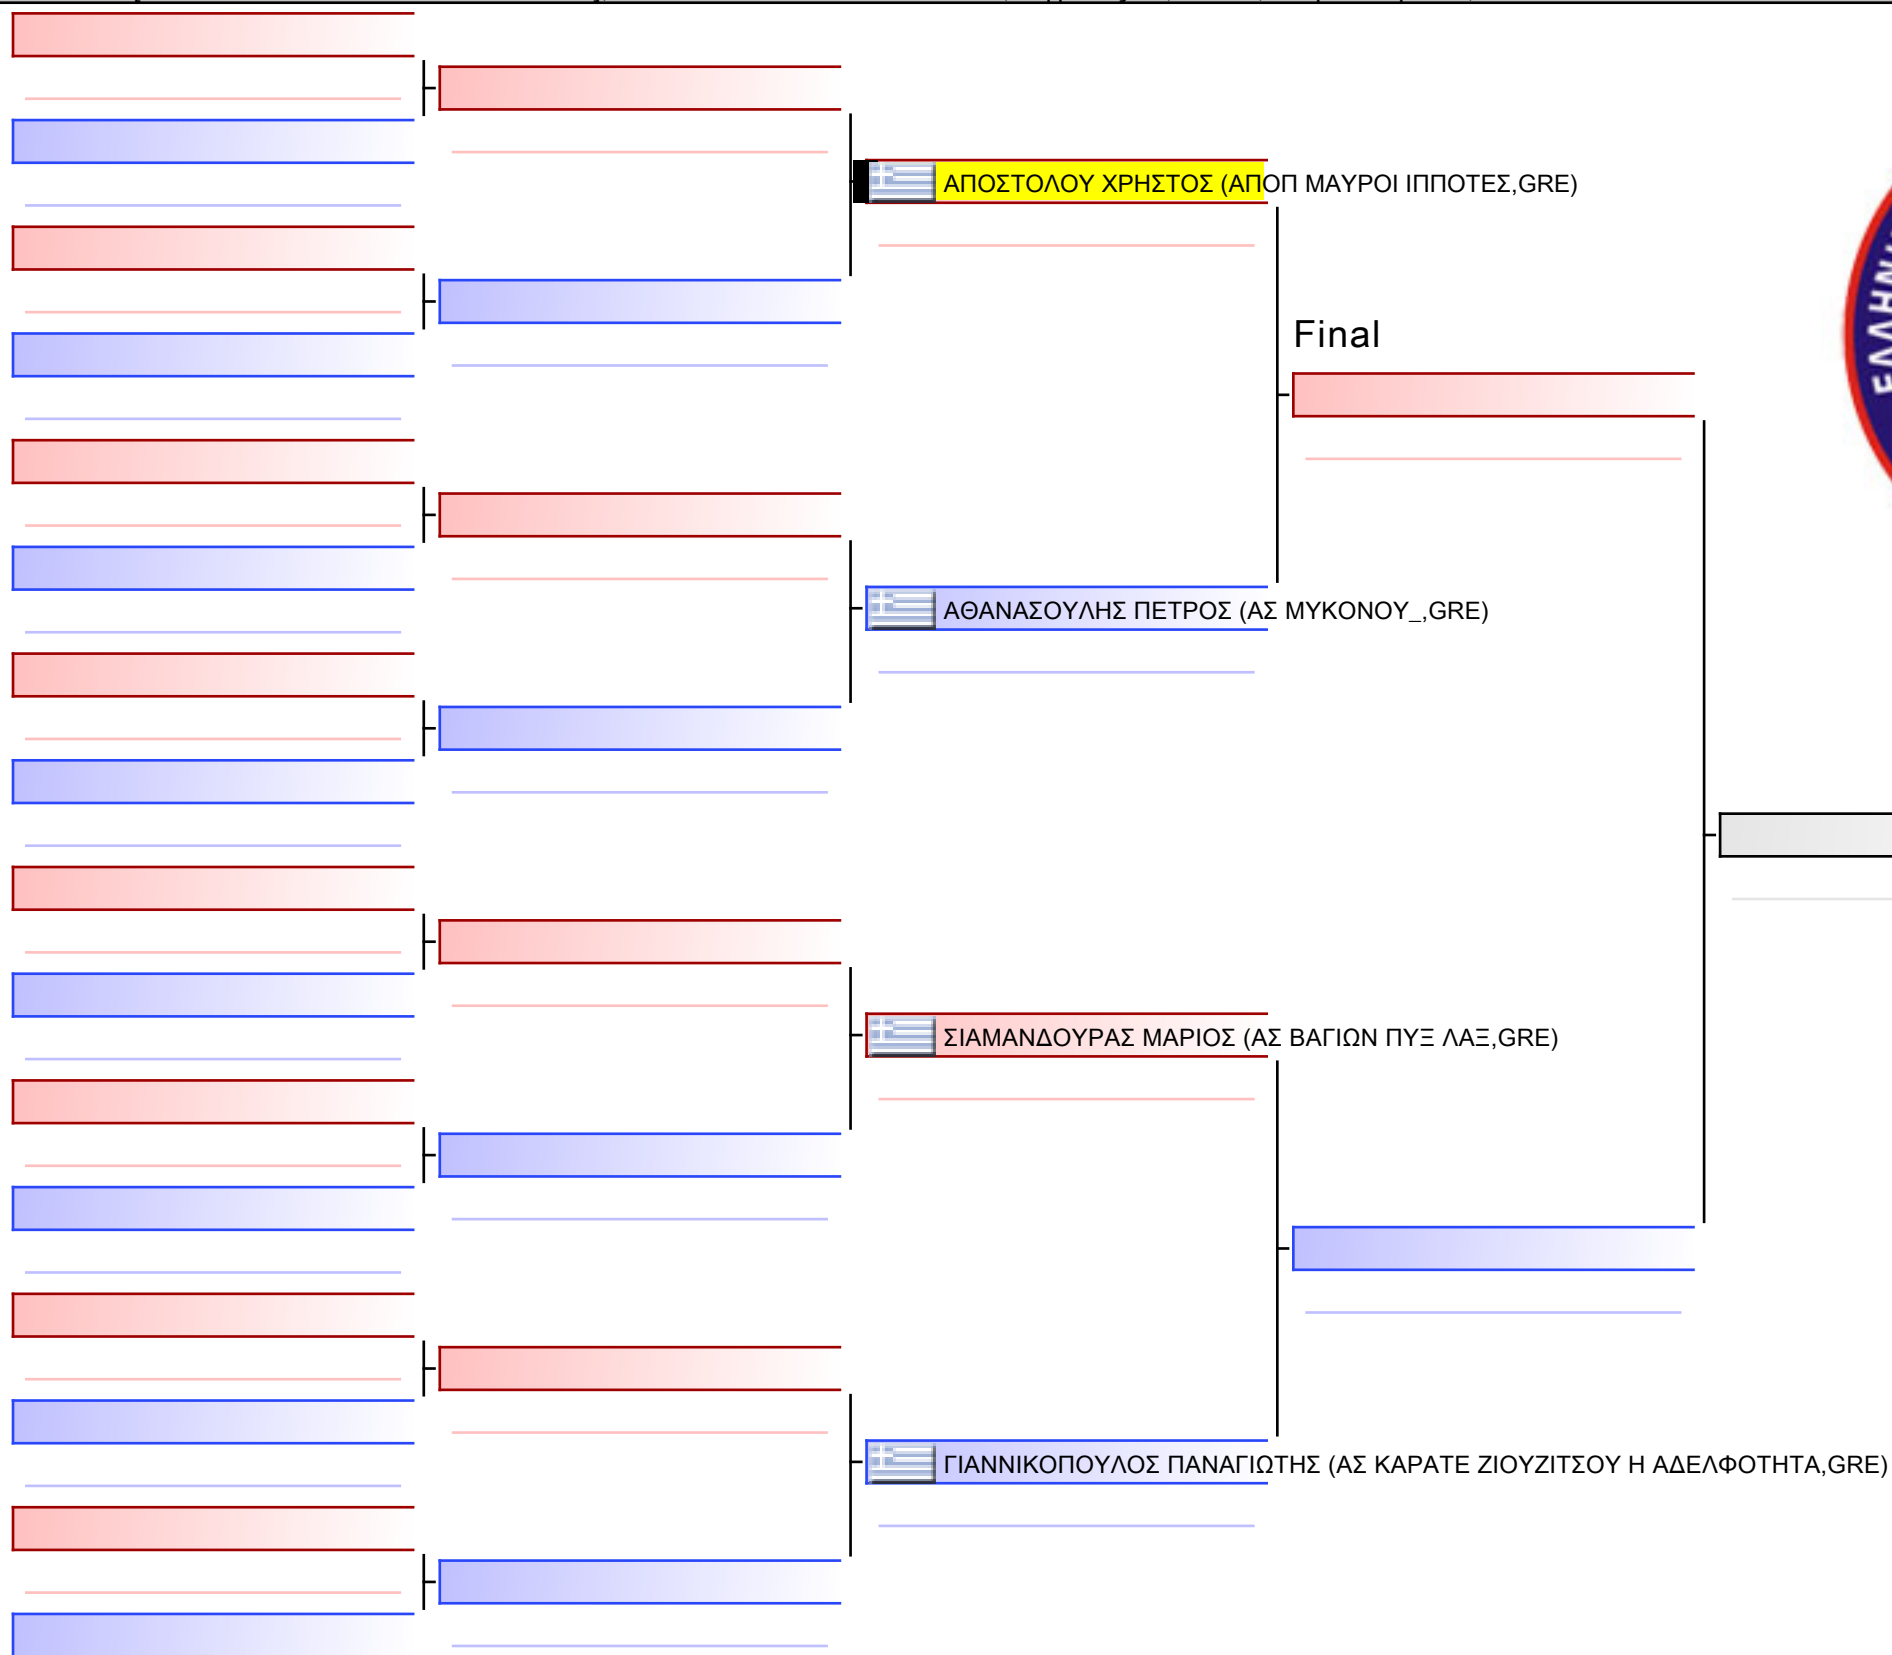 ΑΠΟΣΤΟΛΟΥ ΧΡΗΣΤΟΣ (ΑΠΟΠ ΜΑΥΡΟΙ ΙΠΠΟΤΕΣ,GRE)
Final
ΑΘΑΝΑΣΟΥΛΗΣ ΠΕΤΡΟΣ (ΑΣ ΜΥΚΟΝΟΥ_,GRE)
ΣΙΑΜΑΝΔΟΥΡΑΣ ΜΑΡΙΟΣ (ΑΣ ΒΑΓΙΩΝ ΠΥΞ ΛΑΞ,GRE)
ΓΙΑΝΝΙΚΟΠΟΥΛΟΣ ΠΑΝΑΓΙΩΤΗΣ (ΑΣ ΚΑΡΑΤΕ ΖΙΟΥΖΙΤΣΟΥ Η ΑΔΕΛΦΟΤΗΤΑ,GRE)